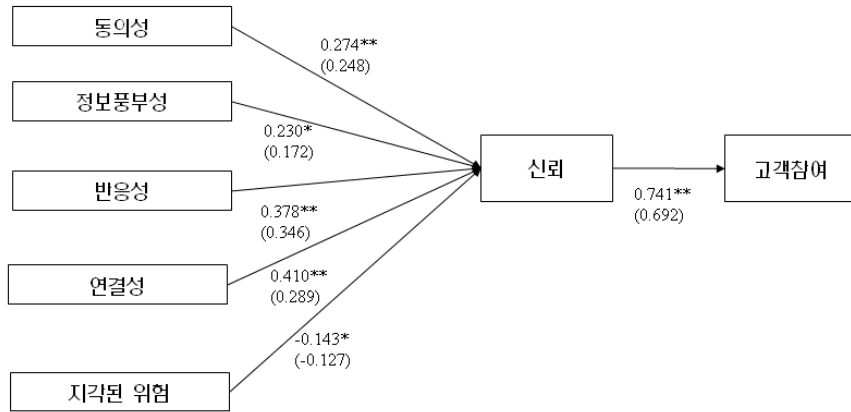 동의성
0.274**
(0.248)
정보풍부성
0.230*
(0.172)
신뢰
고객참여
반응성
0.378**
(0.346)
0.741**
(0.692)
연결성
0.410**
(0.289)
-0.143*
(-0.127)
지각된 위험